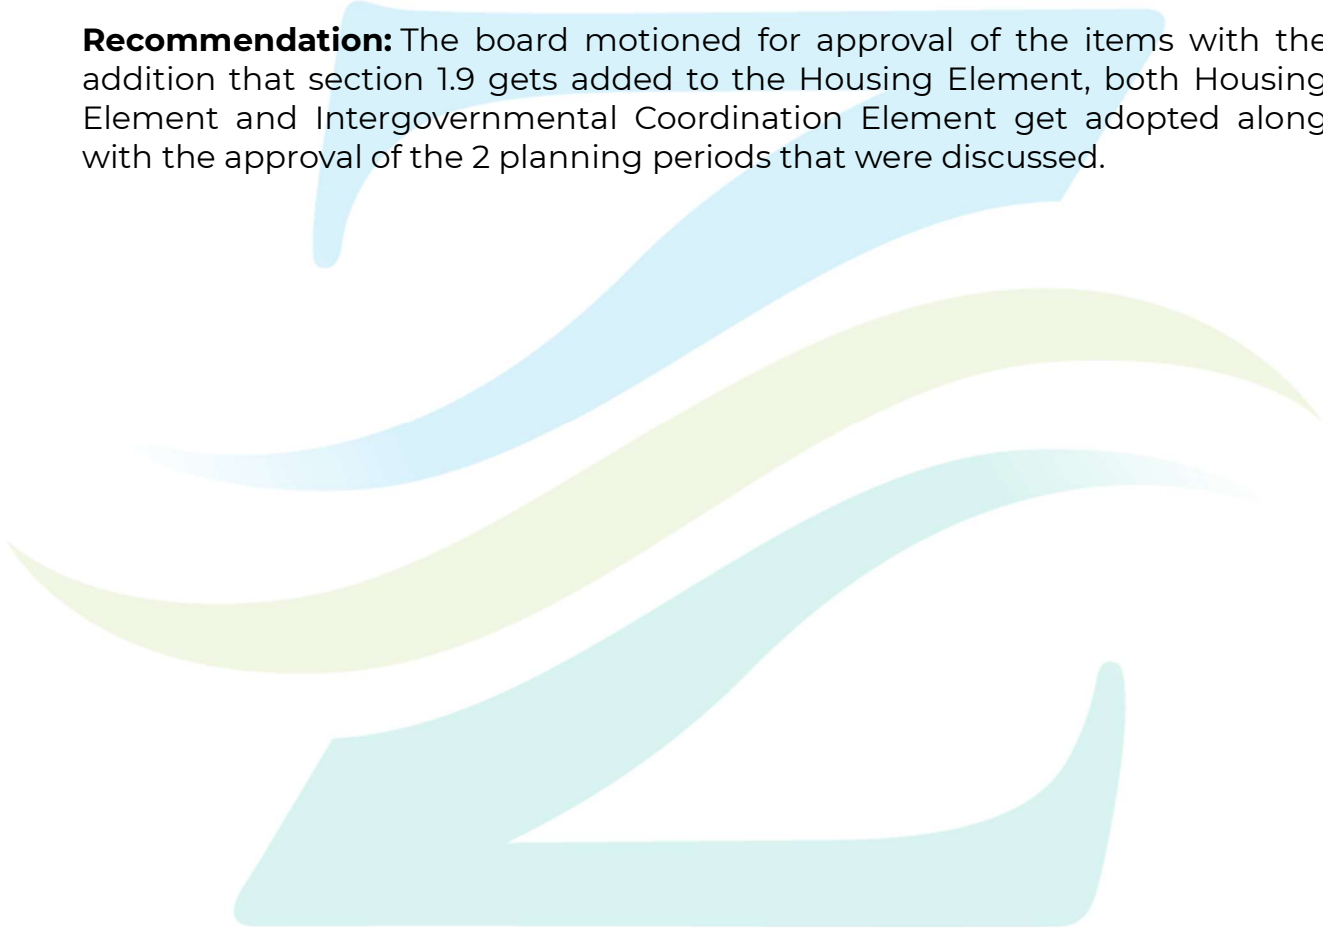 Recommendation: The board motioned for approval of the items with the
addition that section 1.9 gets added to the Housing Element, both Housing
Element and Intergovernmental Coordination Element get adopted along
with the approval of the 2 planning periods that were discussed.